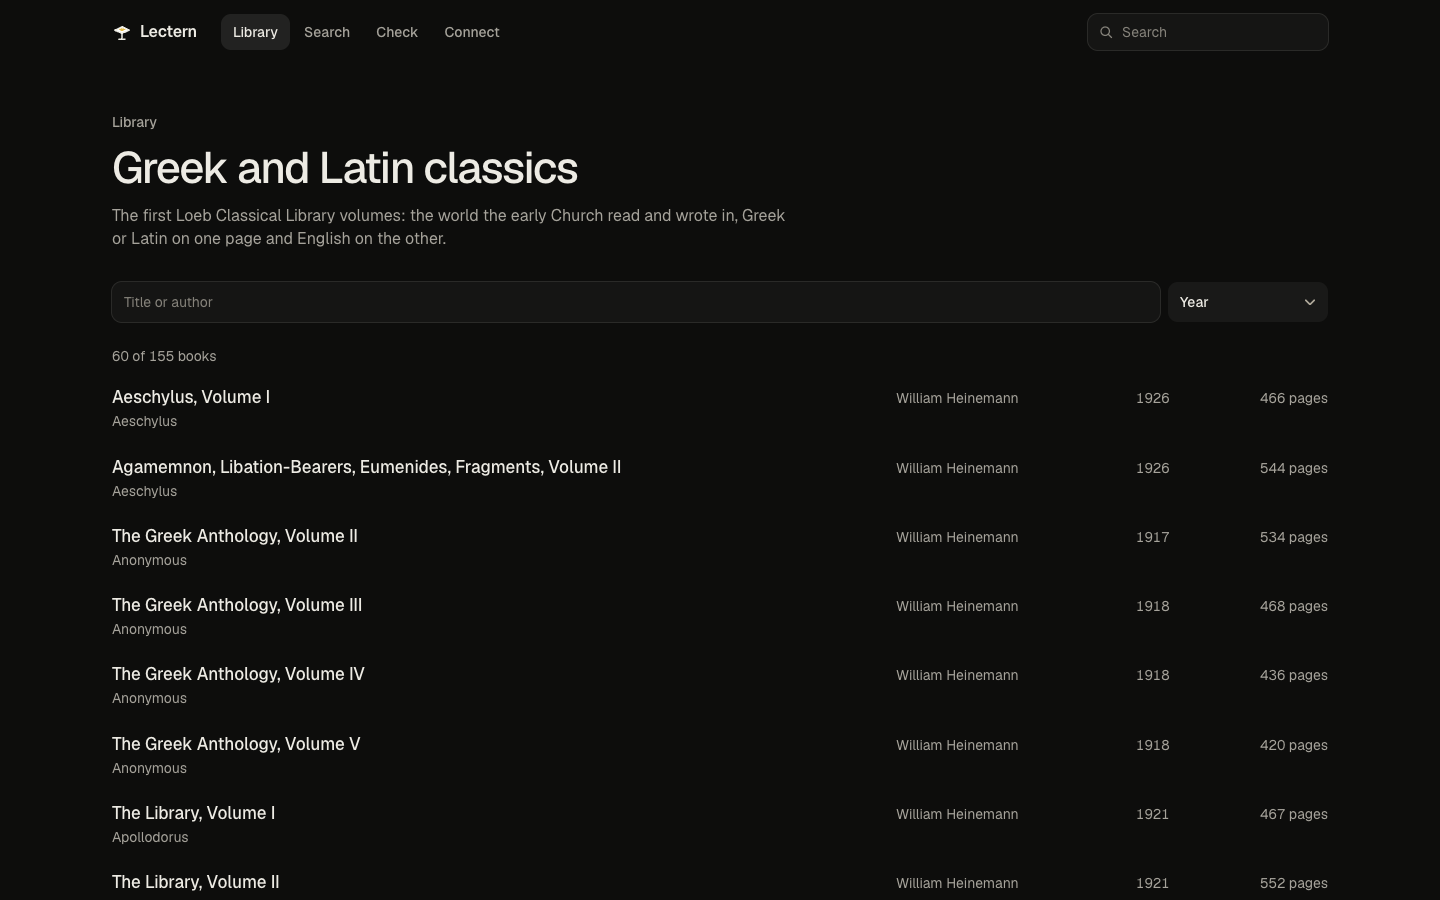 Lectern
Library
Search
Check
Connect
Search
Library
Greek and Latin classics
The first Loeb Classical Library volumes: the world the early Church read and wrote in, Greek
or Latin on one page and English on the other.
Title or author
Year
60 of 155 books
Aeschylus, Volume I
William Heinemann
1926
466 pages
Aeschylus
Agamemnon, Libation-Bearers, Eumenides, Fragments, Volume II
William Heinemann
1926
544 pages
Aeschylus
The Greek Anthology, Volume II
William Heinemann
1917
534 pages
Anonymous
The Greek Anthology, Volume III
William Heinemann
1918
468 pages
Anonymous
The Greek Anthology, Volume IV
William Heinemann
1918
436 pages
Anonymous
The Greek Anthology, Volume V
William Heinemann
1918
420 pages
Anonymous
The Library, Volume I
William Heinemann
1921
467 pages
Apollodorus
The Library, Volume II
William Heinemann
1921
552 pages